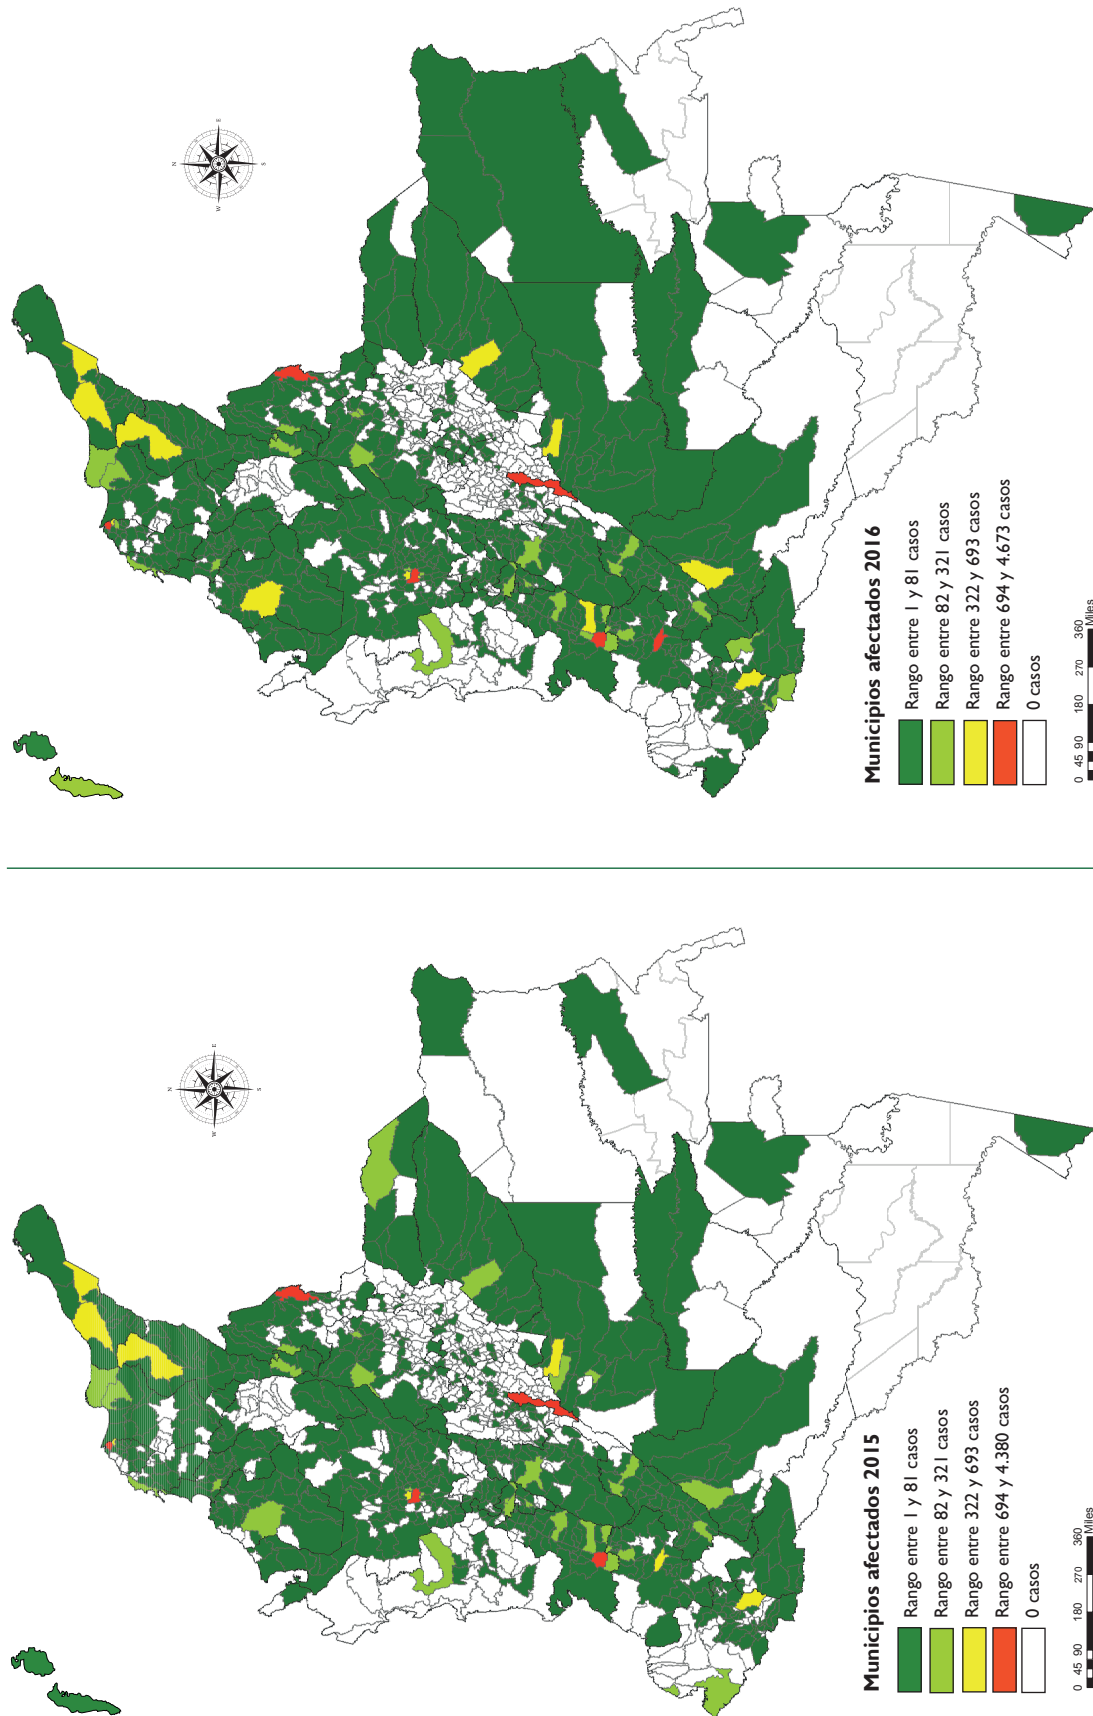 N
E
S
W
Municipios afectados 2015
Rango entre 1 y 81 casos
Rango entre 82 y 321 casos
Rango entre 322 y 693 casos
Rango entre 694 y 4.380 casos
0 casos
0 45 90 180 270 360
Miles
N
E
S
W
Municipios afectados 2016
Rango entre 1 y 81 casos
Rango entre 82 y 321 casos
Rango entre 322 y 693 casos
Rango entre 694 y 4.673 casos
0 casos
0 45 90 180 270 360
Miles